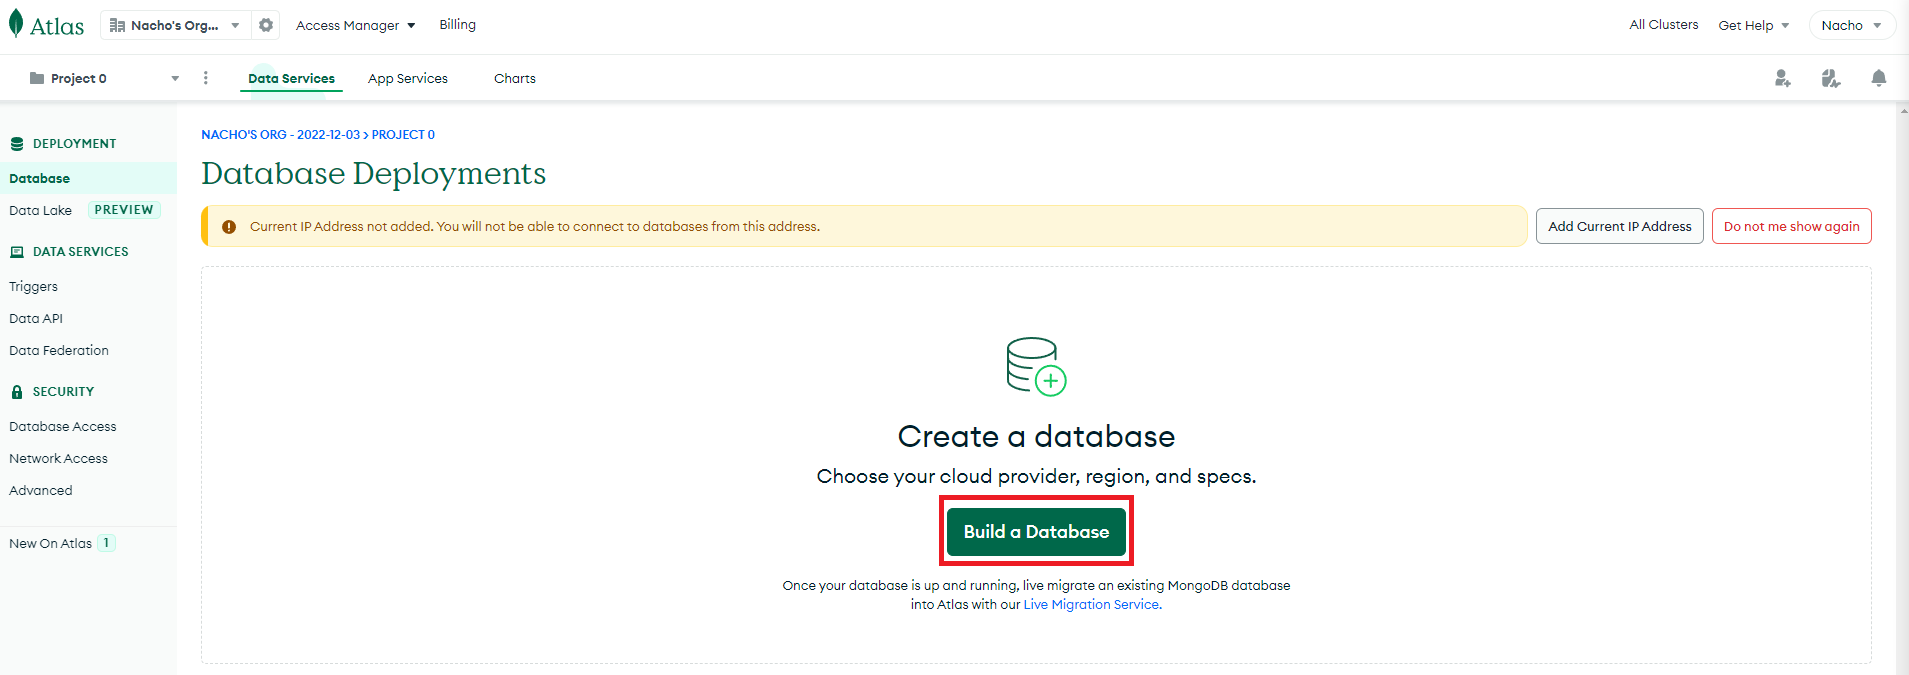 Atlas
Nacho's Org...
Access Manager
Billing
All Clusters
Get Help
Nacho
Project 0
Data Services
App Services
Charts
DEPLOYMENT
Database
Data Lake PREVIEW
DATA SERVICES
Triggers
Data API
Data Federation
SECURITY
Database Access
Network Access
Advanced
New On Atlas 1
NACHO'S ORG - 2022-12-03 > PROJECT 0
Database Deployments
Current IP Address not added. You will not be able to connect to databases from this address.
Add Current IP Address
Do not me show again
Create a database
Choose your cloud provider, region, and specs.
Build a Database
Once your database is up and running, live migrate an existing MongoDB database
into Atlas with our Live Migration Service.